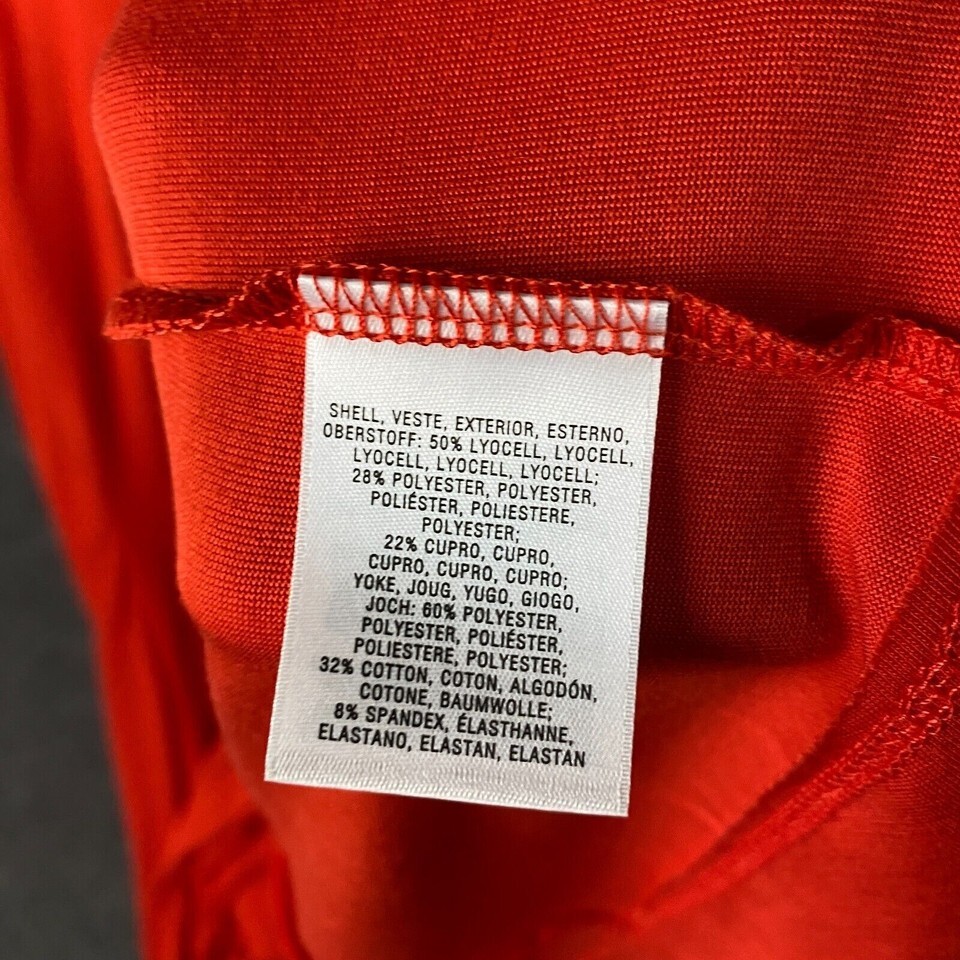 SHELL, VESTE, EXTERIOR, ESTERNO,
OBERSTOFF: 50% LYOCELL, LYOCELL,
LYOCELL, LYOCELL, LYOCELL;
28% POLYESTER, POLYESTER,
POLIÉSTER, POLIESTERE,
POLYESTER;
22% CUPRO, CUPRO,
CUPRO, CUPRO, CUPRO;
YOKE, JOUG, YUGO, GIOGO,
JOCH: 60% POLYESTER,
POLYESTER, POLIÉSTER,
POLIESTERE, POLYESTER;
32% COTTON, COTON, ALGODÓN,
COTONE, BAUMWOLLE;
8% SPANDEX, ÉLASTHANNE,
ELASTANO, ELASTAN, ELASTAN